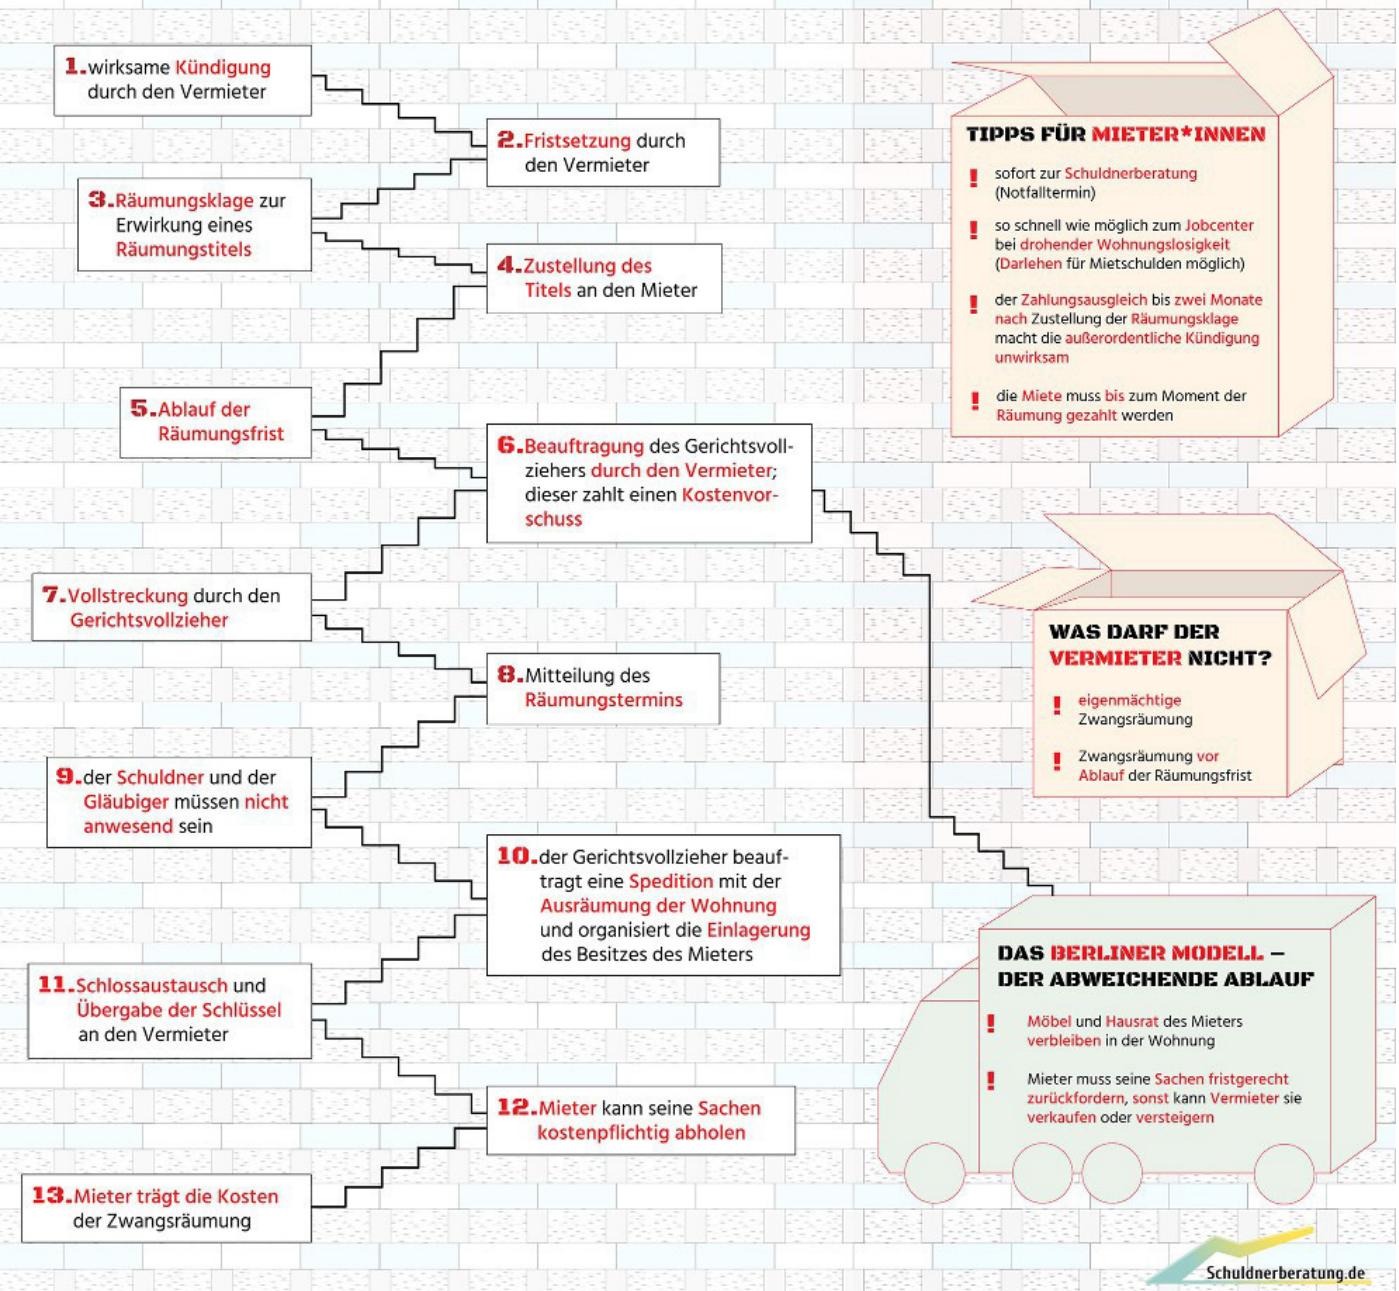 1. wirksame Kündigung
durch den Vermieter
2. Fristsetzung durch
den Vermieter
3. Räumungsklage zur
Erwirkung eines
Räumungstitels
4. Zustellung des
Titels an den Mieter
5. Ablauf der
Räumungsfrist
6. Beauftragung des Gerichtsvoll-
ziehers durch den Vermieter;
dieser zahlt einen Kostenvor-
schuss
7. Vollstreckung durch den
Gerichtsvollzieher
8. Mitteilung des
Räumungstermins
9. der Schuldner und der
Gläubiger müssen nicht
anwesend sein
10. der Gerichtsvollzieher beauf-
tragt eine Spedition mit der
Ausräumung der Wohnung
und organisiert die Einlagerung
des Besitzes des Mieters
11. Schlossaustausch und
Übergabe der Schlüssel
an den Vermieter
12. Mieter kann seine Sachen
kostenpflichtig abholen
13. Mieter trägt die Kosten
der Zwangsräumung
TIPPS FÜR MIETER*INNEN
! sofort zur Schuldnerberatung
(Notfalltermin)
! so schnell wie möglich zum Jobcenter
bei drohender Wohnungslosigkeit
(Darlehen für Mietschulden möglich)
! der Zahlungsausgleich bis zwei Monate
nach Zustellung der Räumungsklage
macht die außerordentliche Kündigung
unwirksam
! die Miete muss bis zum Moment der
Räumung gezahlt werden
WAS DARF DER
VERMIETER NICHT?
! eigenmächtige
Zwangsräumung
! Zwangsräumung vor
Ablauf der Räumungsfrist
DAS BERLINER MODELL –
DER ABWEICHENDE ABLAUF
! Möbel und Hausrat des Mieters
verbleiben in der Wohnung
! Mieter muss seine Sachen fristgerecht
zurückfordern, sonst kann Vermieter sie
verkaufen oder versteigern
Schuldnerberatung.de